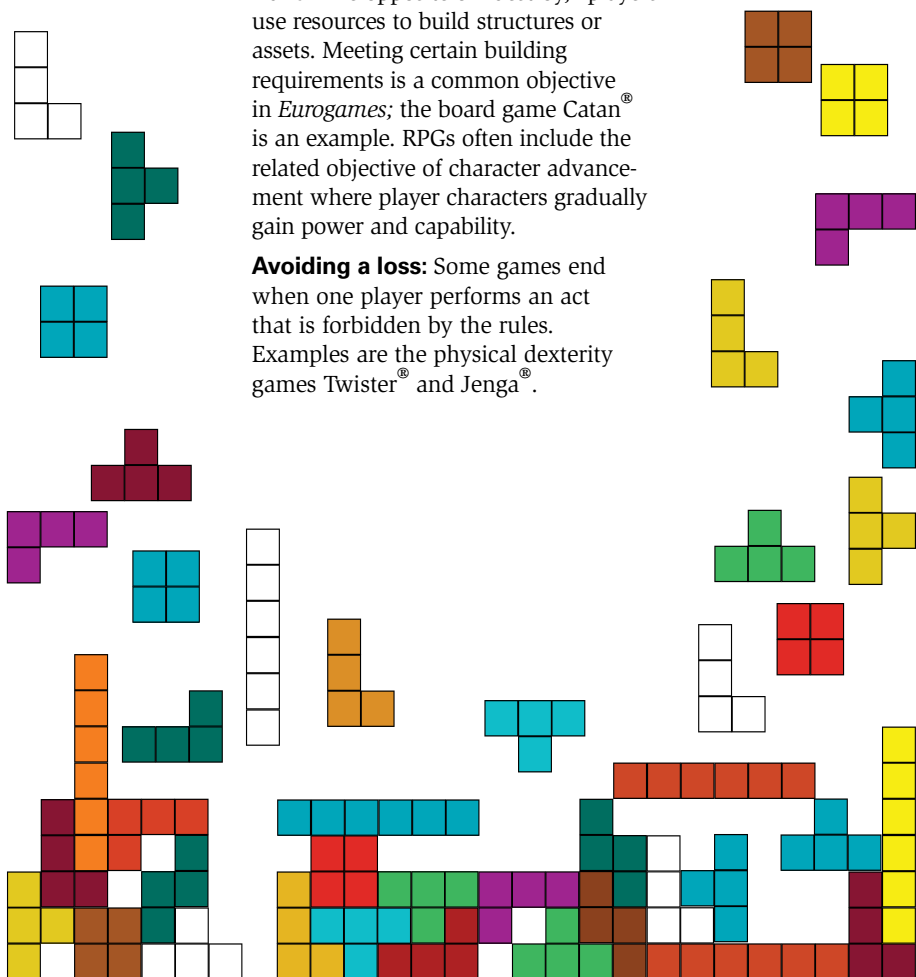 use resources to build structures or
assets. Meeting certain building
requirements is a common objective
in Eurogames; the board game Catan®
is an example. RPGs often include the
related objective of character advance-
ment where player characters gradually
gain power and capability.
Avoiding a loss: Some games end
when one player performs an act
that is forbidden by the rules.
Examples are the physical dexterity
games Twister® and Jenga®.